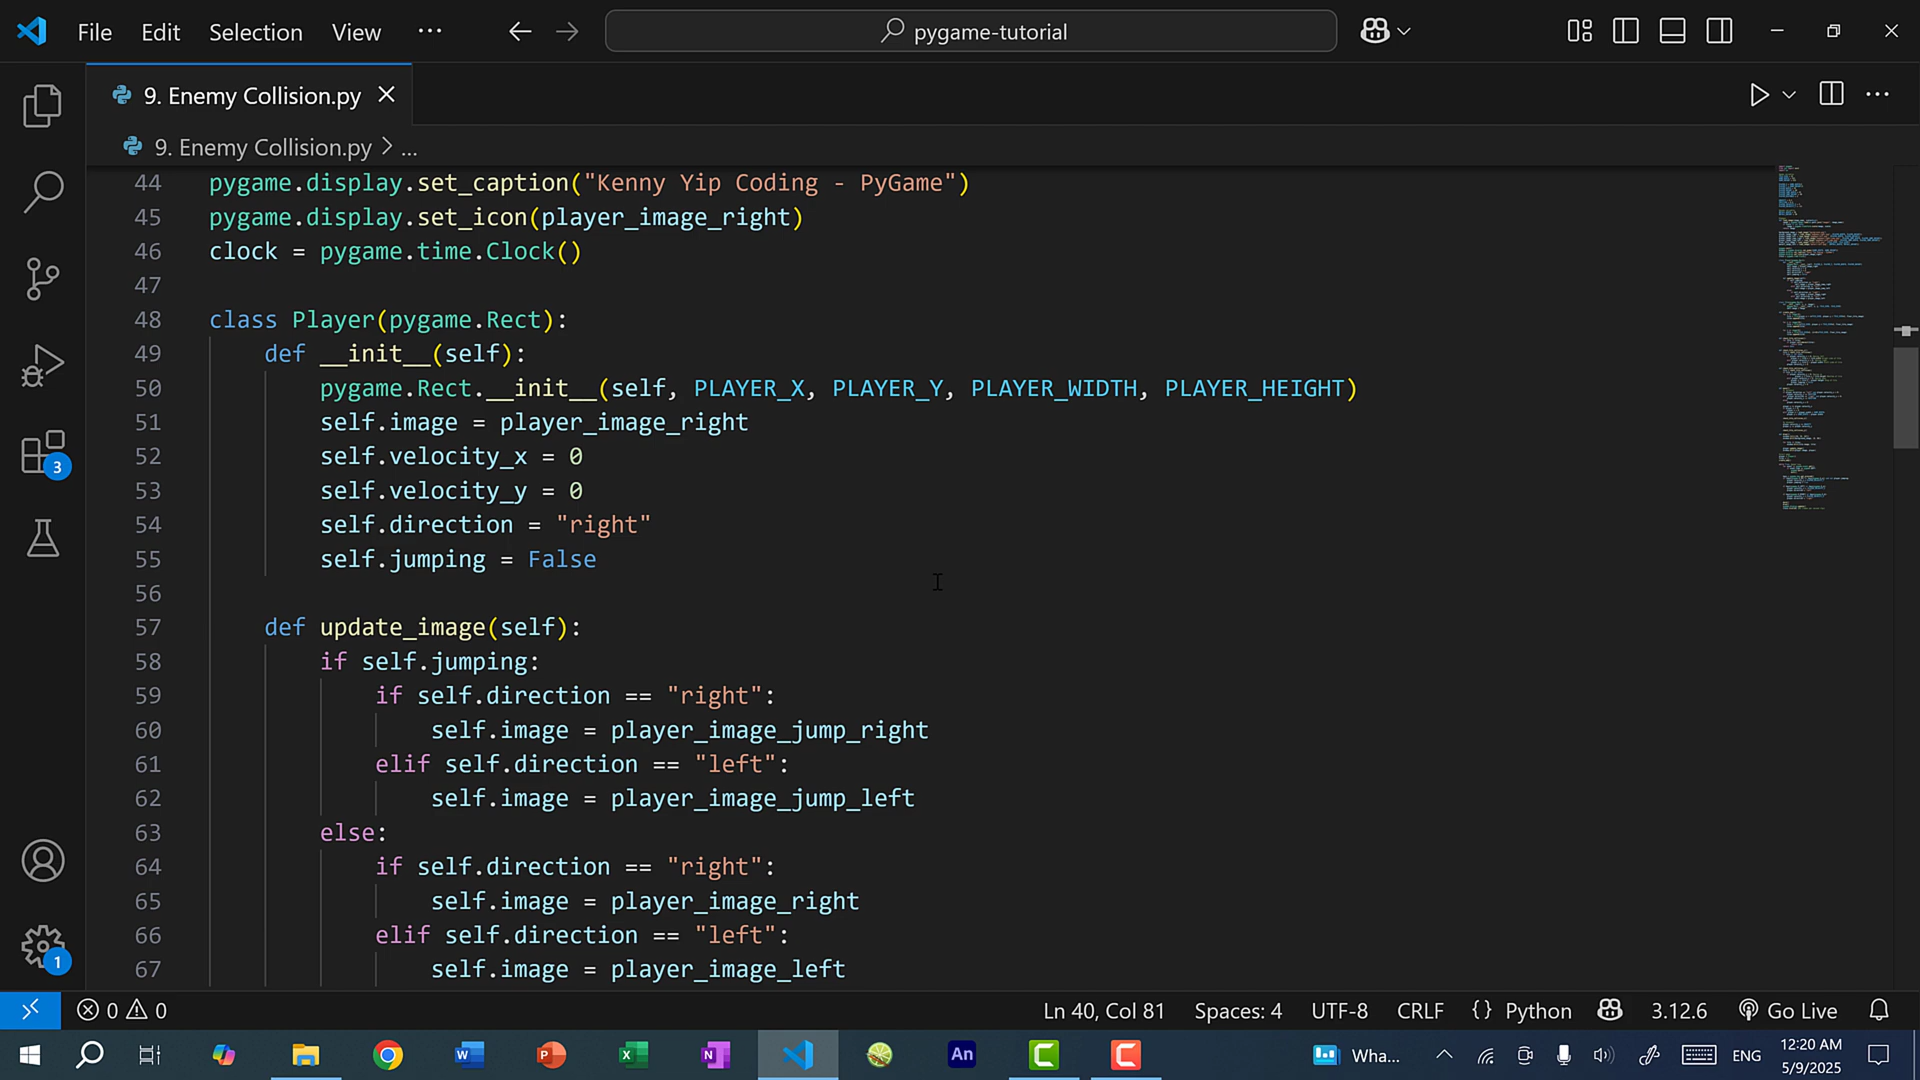 File Edit Selection View ··· pygame-tutorial
9. Enemy Collision.py
9. Enemy Collision.py > ...
44 pygame.display.set_caption("Kenny Yip Coding - PyGame")
45 pygame.display.set_icon(player_image_right)
46 clock = pygame.time.Clock()
47
48 class Player(pygame.Rect):
49 def __init__(self):
50 pygame.Rect.__init__(self, PLAYER_X, PLAYER_Y, PLAYER_WIDTH, PLAYER_HEIGHT)
51 self.image = player_image_right
52 self.velocity_x = 0
53 self.velocity_y = 0
54 self.direction = "right"
55 self.jumping = False
56
57 def update_image(self):
58 if self.jumping:
59 if self.direction == "right":
60 self.image = player_image_jump_right
61 elif self.direction == "left":
62 self.image = player_image_jump_left
63 else:
64 if self.direction == "right":
65 self.image = player_image_right
66 elif self.direction == "left":
67 self.image = player_image_left
3
1
0 0 Ln 40, Col 81 Spaces: 4 UTF-8 CRLF {} Python 3.12.6 Go Live
An Wha... ENG 12:20 AM
5/9/2025